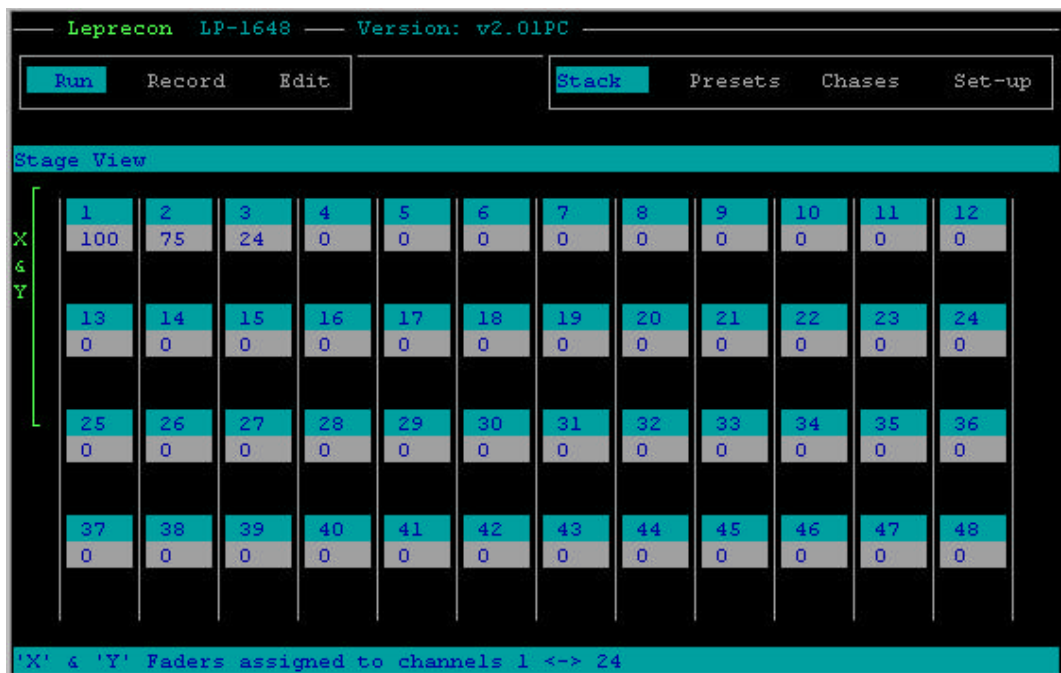 Leprecon LP-1648 Version: v2.01PC
Run Record Edit Stack Presets Chases Set-up
Stage View
1 2 3 4 5 6 7 8 9 10 11 12
100 75 24 0 0 0 0 0 0 0 0 0
X
&
Y
13 14 15 16 17 18 19 20 21 22 23 24
0 0 0 0 0 0 0 0 0 0 0 0
25 26 27 28 29 30 31 32 33 34 35 36
0 0 0 0 0 0 0 0 0 0 0 0
37 38 39 40 41 42 43 44 45 46 47 48
0 0 0 0 0 0 0 0 0 0 0 0
'X' & 'Y' Faders assigned to channels 1 <-> 24